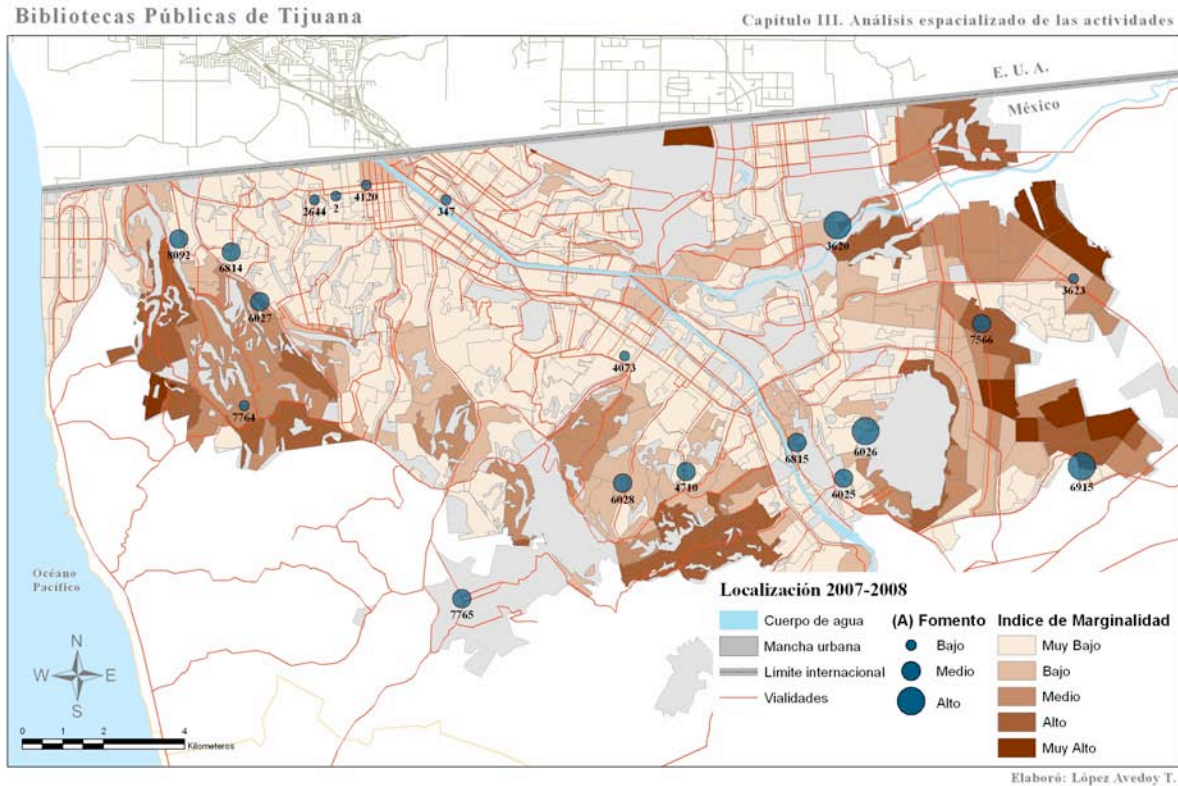 Bibliotecas Públicas de Tijuana
Capitulo III. Análisis espacializado de las actividades
E. U. A.
México
4120
2
2644
347
8092
6814
3620
3623
6027
7566
4073
7764
6815
6026
4710
6028
6025
6915
Océano
Pacífico
7765
N
W E
S
0 1 2 4
Kilometeros
Localización 2007-2008
Cuerpo de agua
Mancha urbana
Límite internacional
Vialidades
(A) Fomento
Bajo
Medio
Alto
Indice de Marginalidad
Muy Bajo
Bajo
Medio
Alto
Muy Alto
Elaboró: López Avedoy T.